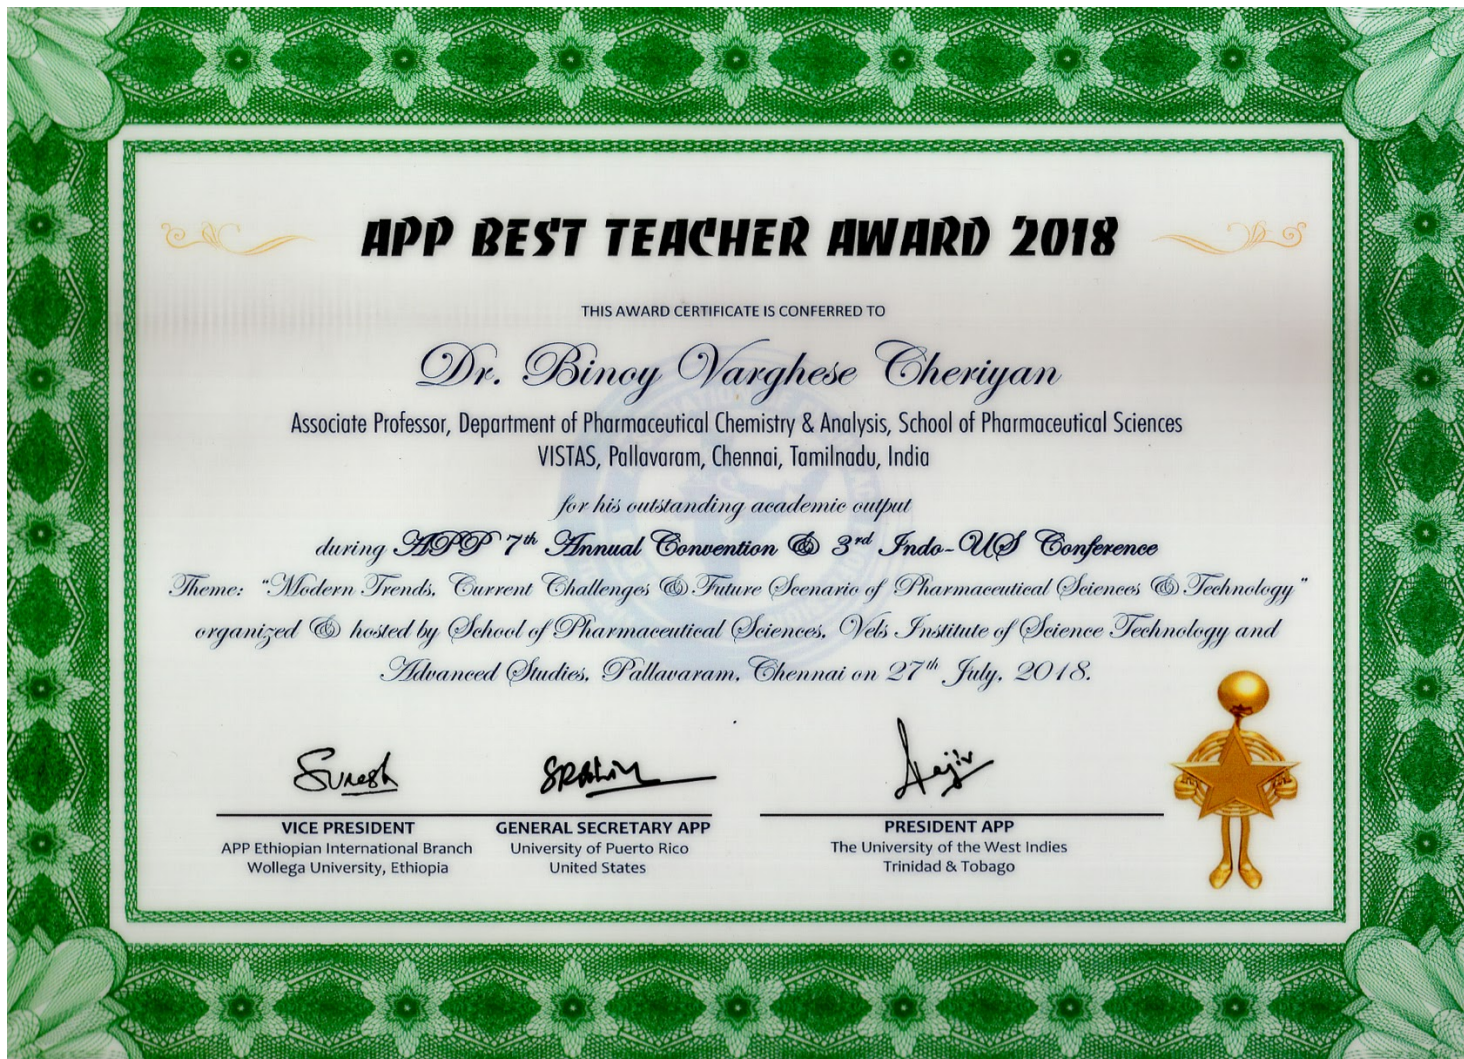 APP BEST TEACHER AWARD '2018
THIS AWARD CERTIFICATE IS CONFERRED TO
Dr. Binoy Varghese Cheriyan
Associate Professor, Department of Pharmaceutical Chemistry & Analysis, School of Pharmaceutical Sciences
VISTAS, Pallavaram, Chennai, Tamilnadu, India
for his outstanding academic output
during APP 7th Annual Convention & 3rd Indo-US Conference
Theme: "Modern Trends, Current Challenges & Future Scenario of Pharmaceutical Sciences & Technology"
organized & hosted by School of Pharmaceutical Sciences, Vels Institute of Science Technology and
Advanced Studies, Pallavaram, Chennai on 27th July, 2018.
Suresh
VICE PRESIDENT
APP Ethiopian International Branch
Wollega University, Ethiopia
GENERAL SECRETARY APP
University of Puerto Rico
United States
PRESIDENT APP
The University of the West Indies
Trinidad & Tobago